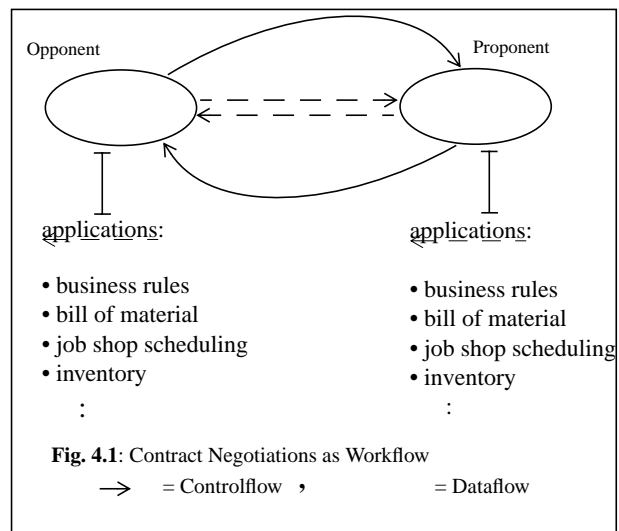 Opponent Proponent
applications: applications:
• business rules • business rules
• bill of material • bill of material
• job shop scheduling • job shop scheduling
• inventory • inventory
: :
Fig. 4.1: Contract Negotiations as Workflow
= Controlflow , = Dataflow